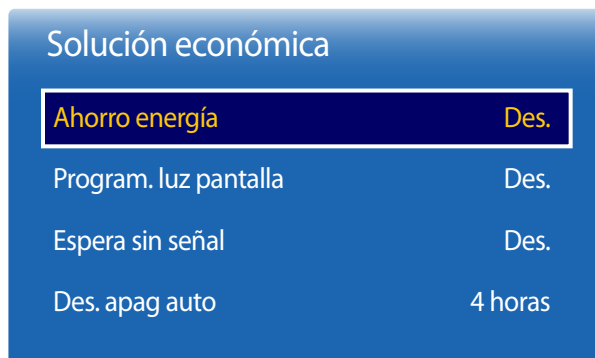 Solución económica
Ahorro energía Des.
Program. luz pantalla Des.
Espera sin señal Des.
Des. apag auto 4 horas